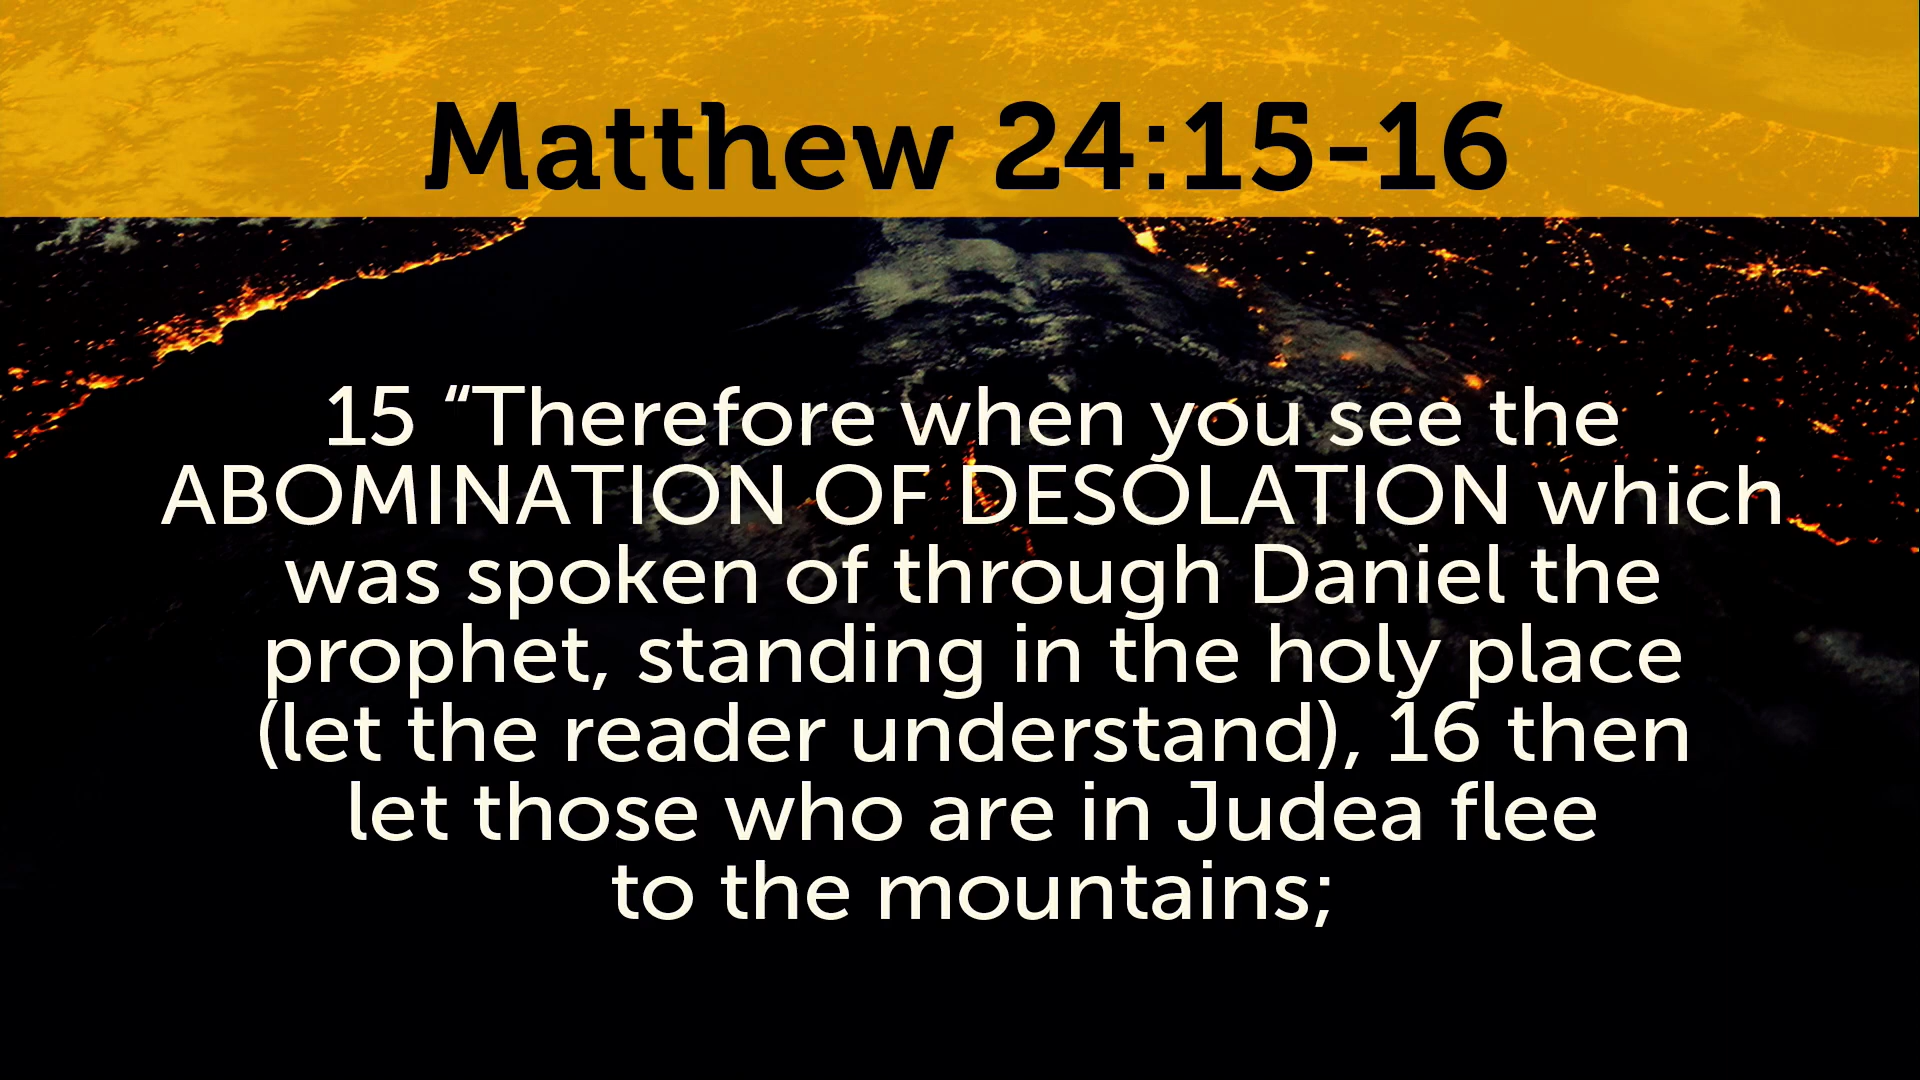 Matthew 24:15-16
15 “Therefore when you see the
ABOMINATION OF DESOLATION which
was spoken of through Daniel the
prophet, standing in the holy place
(let the reader understand), 16 then
let those who are in Judea flee
to the mountains;